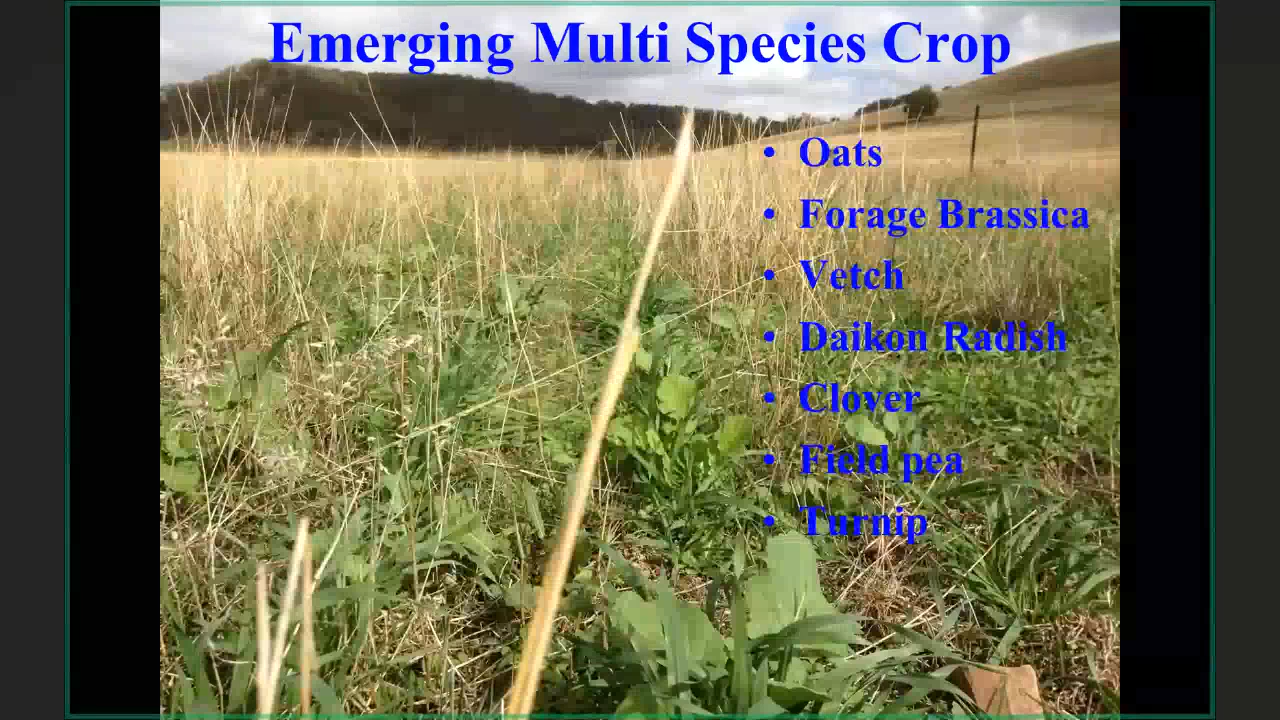 Emerging Multi Species Crop
• Oats
• Forage Brassica
• Vetch
• Daikon Radish
• Clover
• Field pea
• Turnip